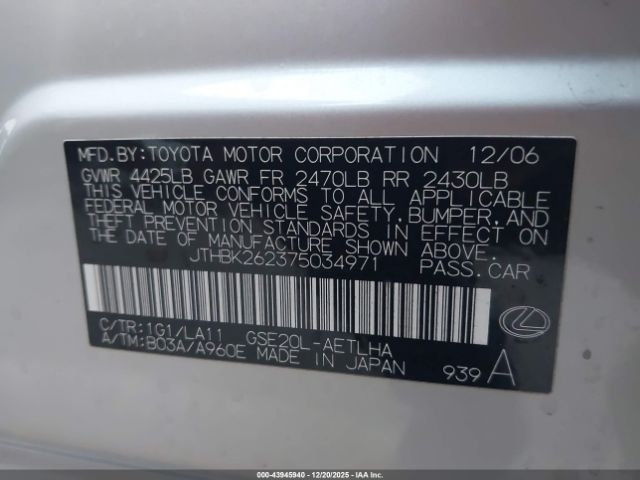 MFD.BY:TOYOTA MOTOR CORPORATION 12/06
GVWR 4425LB GAWR FR 2470LB RR 2430LB
THIS VEHICLE CONFORMS TO ALL APPLICABLE
FEDERAL MOTOR VEHICLE SAFETY, BUMPER, AND
THEFT PREVENTION STANDARDS IN EFFECT ON
THE DATE OF MANUFACTURE SHOWN ABOVE.
JTHBK262375034971 PASS.CAR
C/TR:1G1/LA11 GSE20L-AETLHA
A/TM:B03A/A960E MADE IN JAPAN
939 A
000-43945940 - 12/20/2025 - IAAI.COM